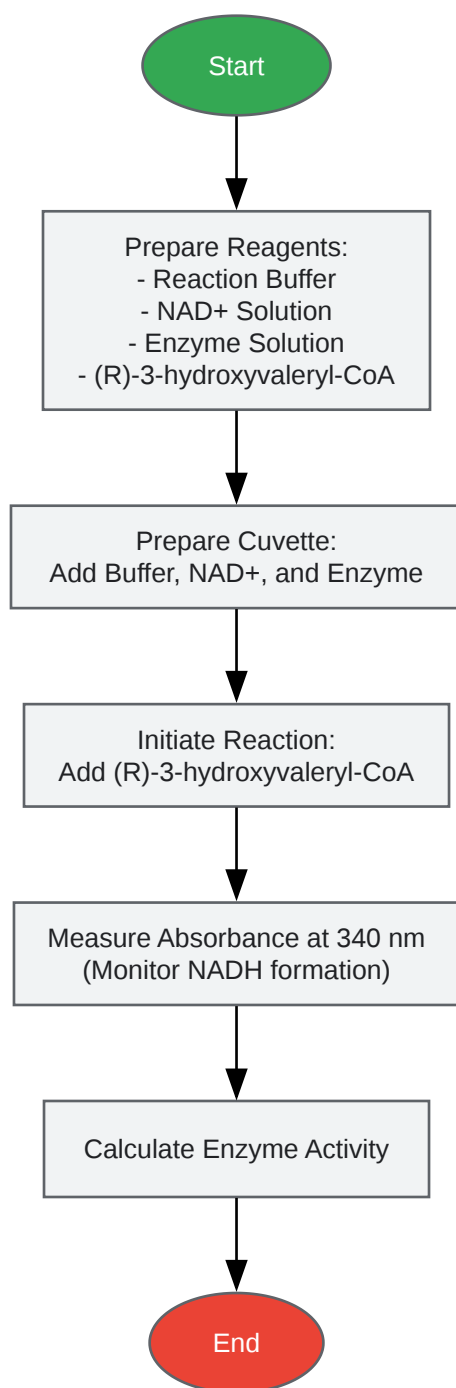 Start
Prepare Reagents:
- Reaction Buffer
- NAD+ Solution
- Enzyme Solution
- (R)-3-hydroxyvaleryl-CoA
Prepare Cuvette:
Add Buffer, NAD+, and Enzyme
Initiate Reaction:
Add (R)-3-hydroxyvaleryl-CoA
Measure Absorbance at 340 nm
(Monitor NADH formation)
Calculate Enzyme Activity
End